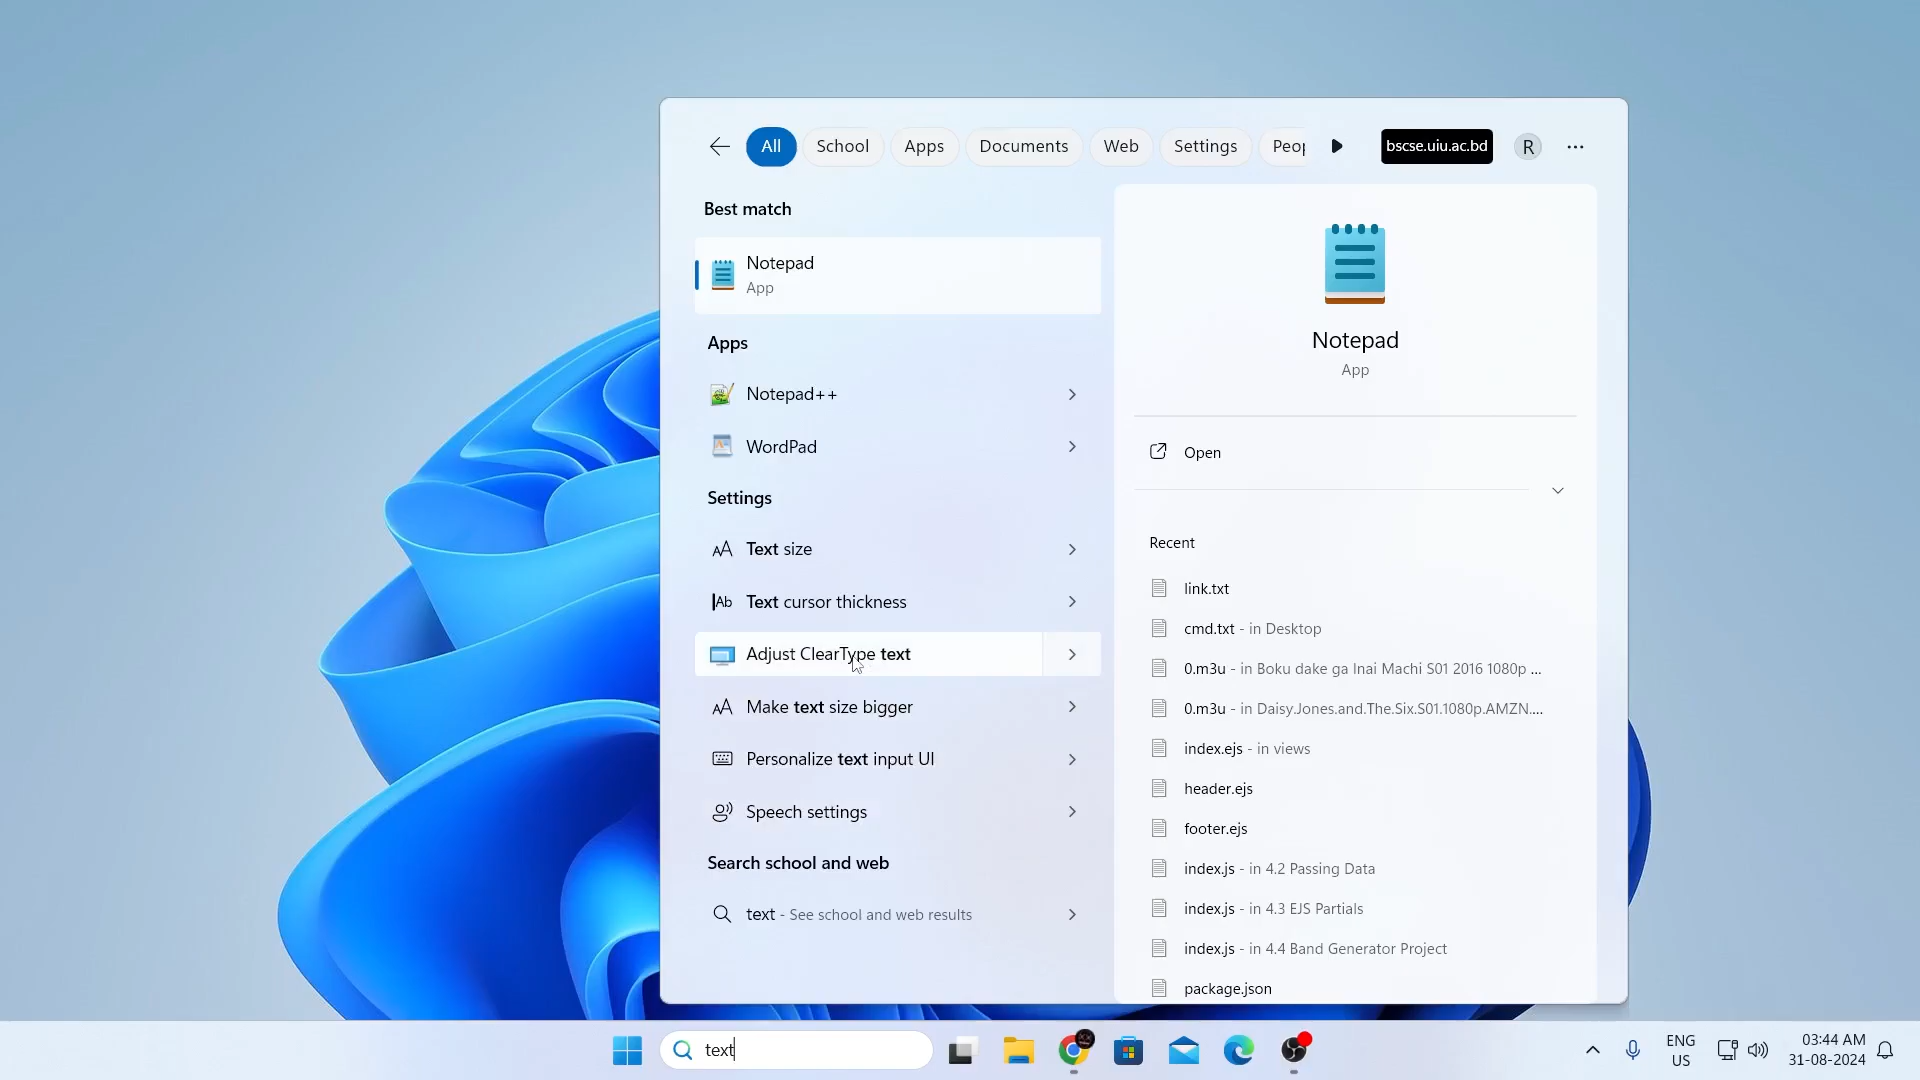 All School Apps Documents Web Settings Peop bscse.uiu.ac.bd R
Best match
Notepad
App
Apps
Notepad++
WordPad
Settings
Text size
Text cursor thickness
Adjust ClearType text
Make text size bigger
Personalize text input UI
Speech settings
Search school and web
text - See school and web results
Notepad
App
Open
Recent
link.txt
cmd.txt - in Desktop
0.m3u - in Boku dake ga Inai Machi S01 2016 1080p ...
0.m3u - in Daisy.Jones.and.The.Six.S01.1080p.AMZN....
index.ejs - in views
header.ejs
footer.ejs
index.js - in 4.2 Passing Data
index.js - in 4.3 EJS Partials
index.js - in 4.4 Band Generator Project
package.json
text
ENG
US
03:44 AM
31-08-2024